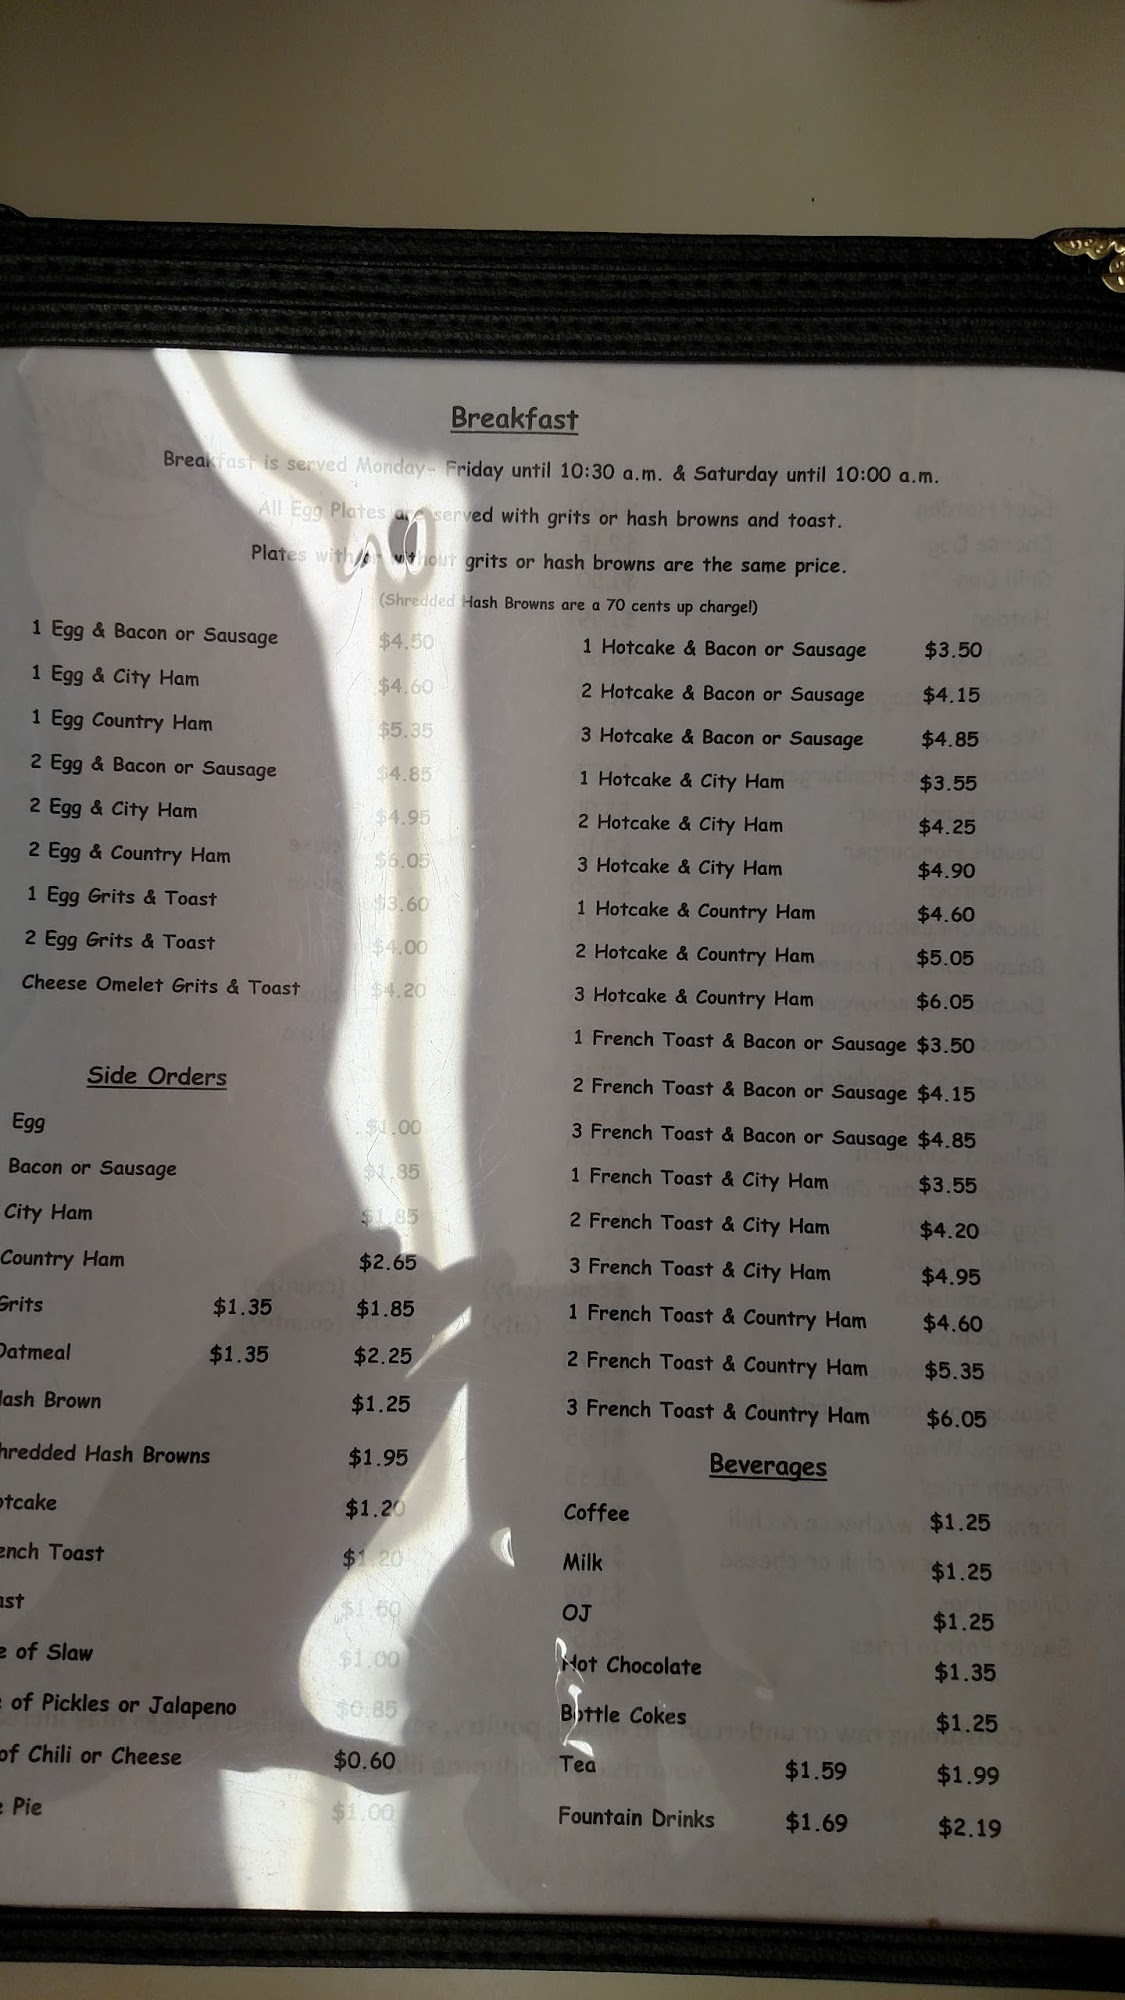 Breakfast
Breakfast is served Monday- Friday until 10:30 a.m. & Saturday until 10:00 a.m.
All Egg Plates are served with grits or hash browns and toast.
Plates with or without grits or hash browns are the same price.
(Shredded Hash Browns are a 70 cents up charge!)
1 Egg & Bacon or Sausage $4.50
1 Egg & City Ham $4.60
1 Egg Country Ham $5.35
2 Egg & Bacon or Sausage $4.85
2 Egg & City Ham $4.95
2 Egg & Country Ham $6.05
1 Egg Grits & Toast $3.60
2 Egg Grits & Toast $4.00
Cheese Omelet Grits & Toast $4.20
Side Orders
Egg $1.00
Bacon or Sausage $1.85
City Ham $1.85
Country Ham $2.65
Grits $1.35 $1.85
Oatmeal $1.35 $2.25
Hash Brown $1.25
Shredded Hash Browns $1.95
otcake $1.20
ench Toast $1.20
ast $1.50
of Slaw $1.00
of Pickles or Jalapeno $0.85
of Chili or Cheese $0.60
Pie $1.00
1 Hotcake & Bacon or Sausage $3.50
2 Hotcake & Bacon or Sausage $4.15
3 Hotcake & Bacon or Sausage $4.85
1 Hotcake & City Ham $3.55
2 Hotcake & City Ham $4.25
3 Hotcake & City Ham $4.90
1 Hotcake & Country Ham $4.60
2 Hotcake & Country Ham $5.05
3 Hotcake & Country Ham $6.05
1 French Toast & Bacon or Sausage $3.50
2 French Toast & Bacon or Sausage $4.15
3 French Toast & Bacon or Sausage $4.85
1 French Toast & City Ham $3.55
2 French Toast & City Ham $4.20
3 French Toast & City Ham $4.95
1 French Toast & Country Ham $4.60
2 French Toast & Country Ham $5.35
3 French Toast & Country Ham $6.05
Beverages
Coffee $1.25
Milk $1.25
OJ $1.25
Hot Chocolate $1.35
Bottle Cokes $1.25
Tea $1.59 $1.99
Fountain Drinks $1.69 $2.19